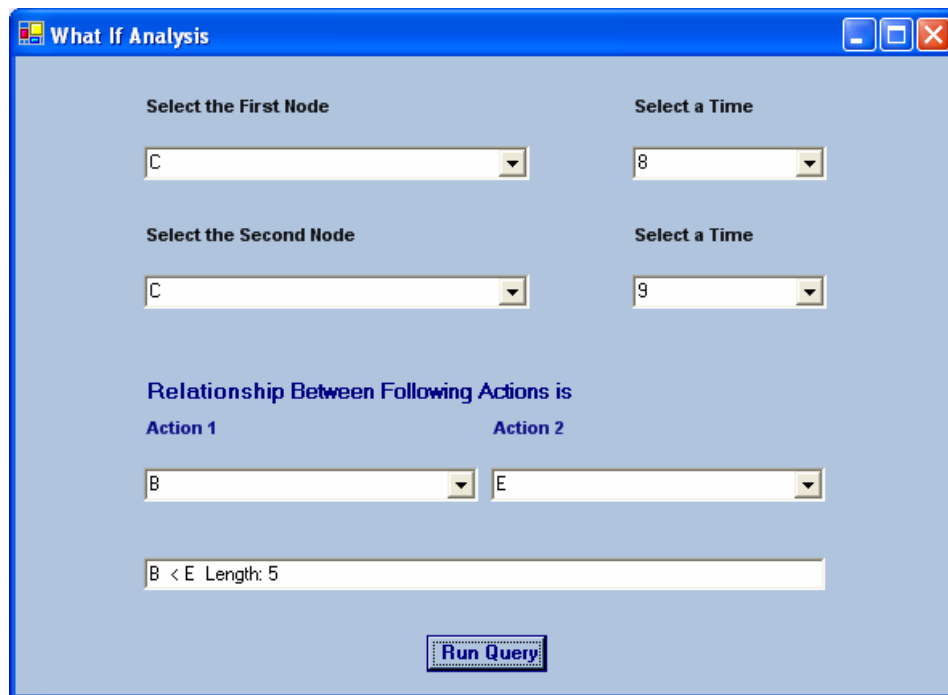 What If Analysis
Select the First Node
Select a Time
C
8
Select the Second Node
Select a Time
C
9
Relationship Between Following Actions is
Action 1
Action 2
B
E
B < E Length: 5
Run Query